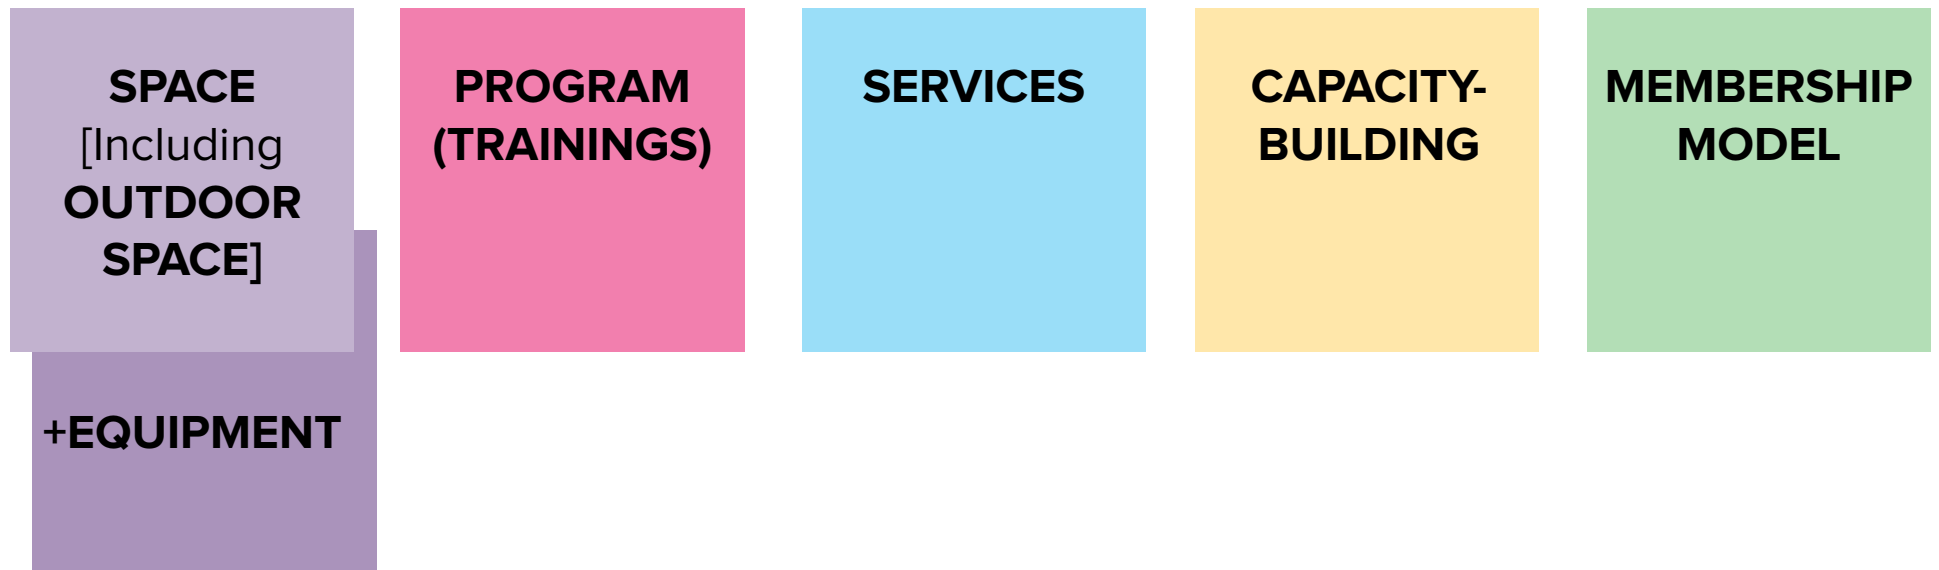 SPACE
[Including
OUTDOOR
SPACE]
+EQUIPMENT
PROGRAM
(TRAININGS)
SERVICES
CAPACITY-
BUILDING
MEMBERSHIP
MODEL